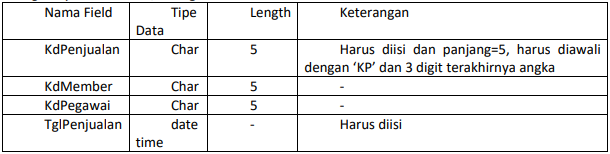 Nama Field Tipe Data Length Keterangan
KdPenjualan Char 5 Harus diisi dan panjang=5, harus diawali
dengan ‘KP’ dan 3 digit terakhirnya angka
KdMember Char 5 -
KdPegawai Char 5 -
TglPenjualan date time - Harus diisi